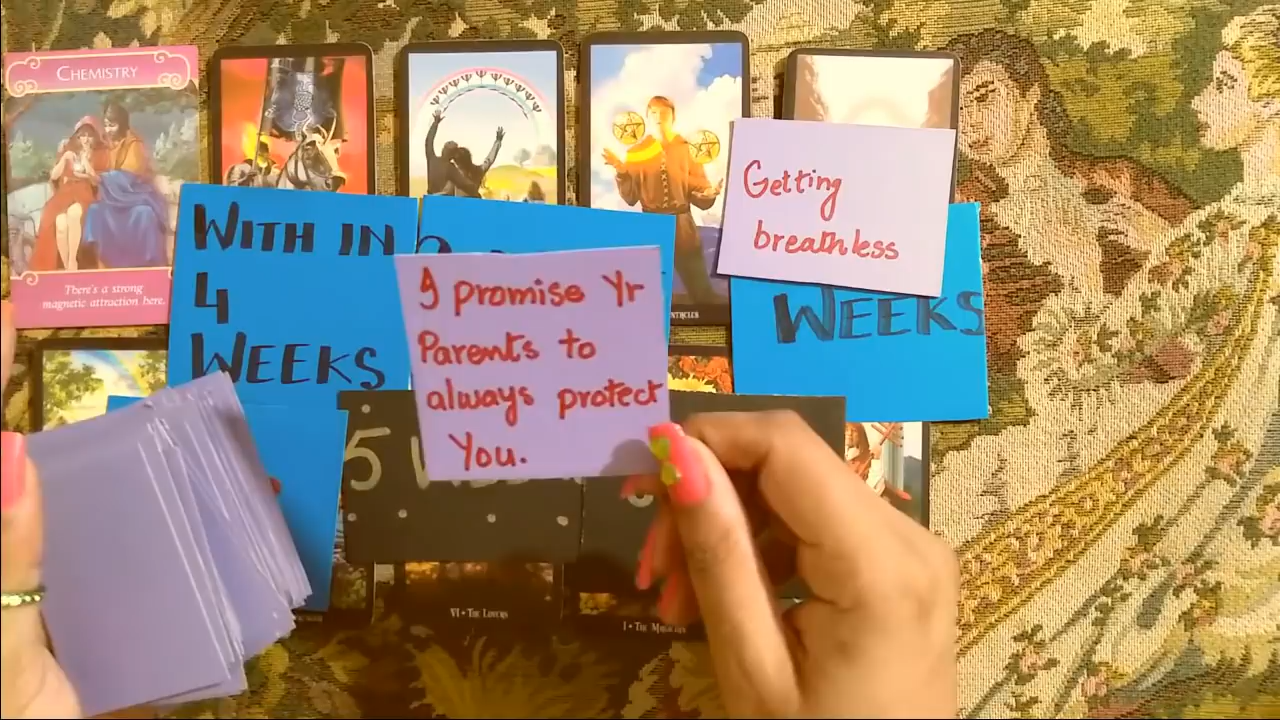 CHEMISTRY
There's a strong
magnetic attraction here.
WITH IN
4
WEEKS
I promise Yr
Parents to
always protect
You.
Getting
breathless
WEEKS
5
VI • THE LOVERS
I • THE MAGICIAN